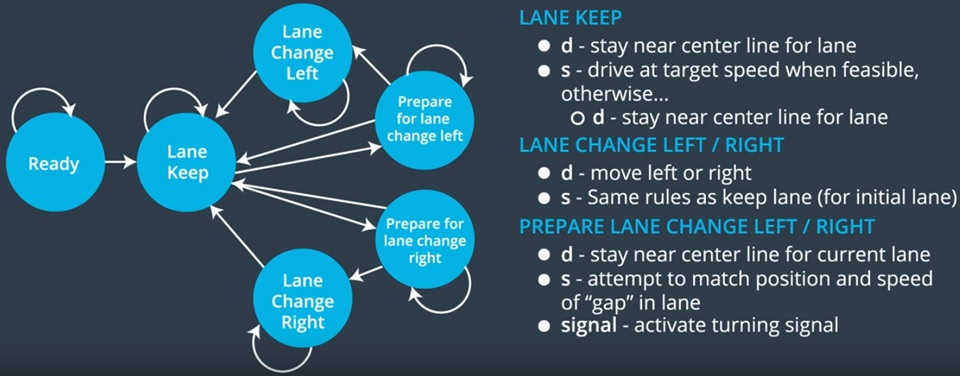 Lane
Change
Left
Prepare
for lane
change left
Ready
Lane
Keep
Prepare for
lane change
right
Lane
Change
Right
LANE KEEP
d - stay near center line for lane
s - drive at target speed when feasible,
otherwise...
d - stay near center line for lane
LANE CHANGE LEFT / RIGHT
d - move left or right
s - Same rules as keep lane (for initial lane)
PREPARE LANE CHANGE LEFT / RIGHT
d - stay near center line for current lane
s - attempt to match position and speed
of “gap” in lane
signal - activate turning signal